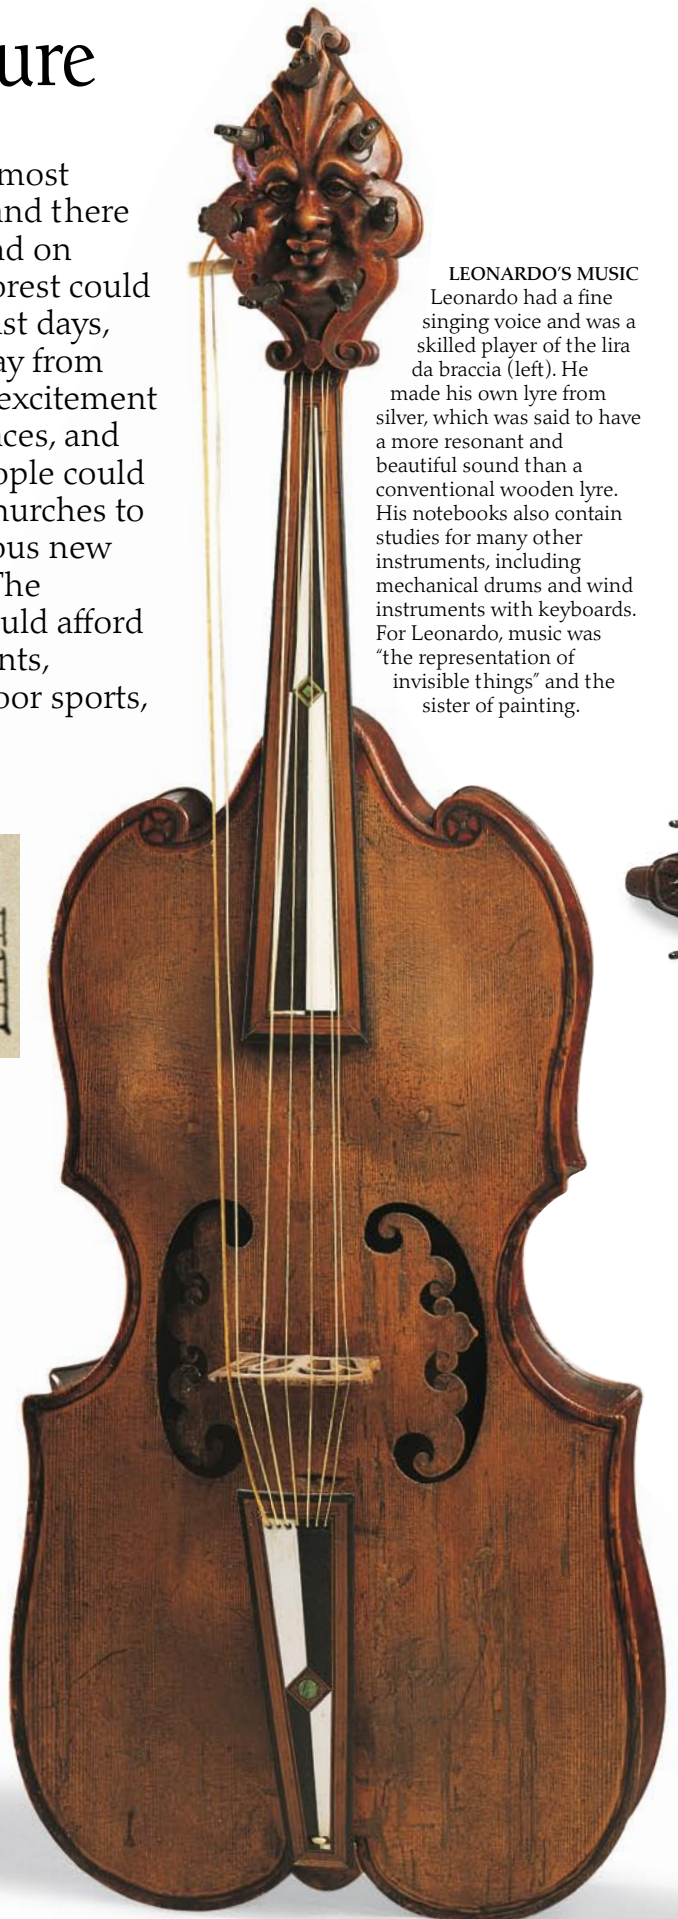 ure
most
and there
nd on
orest could
st days,
ay from
excitement
nces, and
ople could
hurches to
ous new
The
uld afford
nts,
oor sports,
LEONARDO'S MUSIC
Leonardo had a fine
singing voice and was a
skilled player of the lira
da braccia (left). He
made his own lyre from
silver, which was said to have
a more resonant and
beautiful sound than a
conventional wooden lyre.
His notebooks also contain
studies for many other
instruments, including
mechanical drums and wind
instruments with keyboards.
For Leonardo, music was
"the representation of
invisible things" and the
sister of painting.